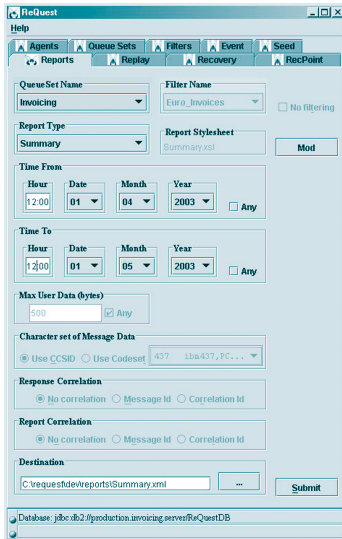 ReQuest
Help
Agents Queue Sets Filters Event Seed
Reports Replay Recovery RecPoint
QueueSet Name Filter Name
Invoicing Euro_Invoices No filtering
Report Type Report Stylesheet
Summary Summary.xsl Mod
Time From
Hour Date Month Year
12:00 01 04 2003 Any
Time To
Hour Date Month Year
12:00 01 05 2003 Any
Max User Data (bytes)
500 Any
Character set of Message Data
Use CCSID Use Codeset 437 ibm437,PC...
Response Correlation
No correlation Message Id Correlation Id
Report Correlation
No correlation Message Id Correlation Id
Destination
C:\request\dev\reports\Summary.xml ... Submit
Database: jdbc:db2://production.invoicing.server/ReQuestDB